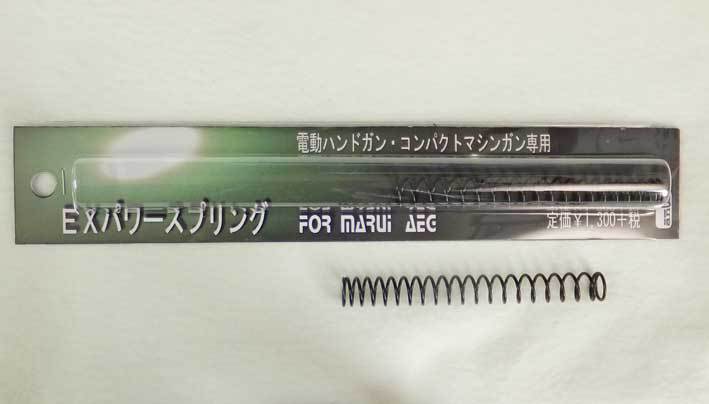 電動ハンドガン・コンパクトマシンガン専用
EXパワースプリング
FOR MARUI AEG
定価¥1,300+税